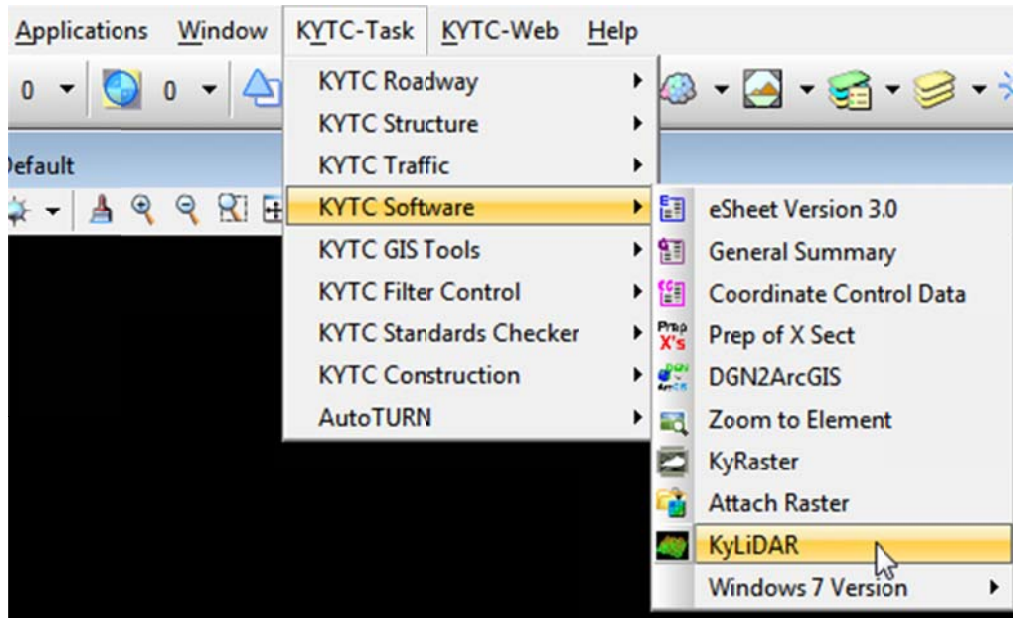 Applications Window KYTC-Task KYTC-Web Help
0 0
Default
KYTC Roadway
KYTC Structure
KYTC Traffic
KYTC Software
KYTC GIS Tools
KYTC Filter Control
KYTC Standards Checker
KYTC Construction
AutoTURN
eSheet Version 3.0
General Summary
Coordinate Control Data
Prep X's Prep of X Sect
DGN2ArcGIS
Zoom to Element
KyRaster
Attach Raster
KyLiDAR
Windows 7 Version